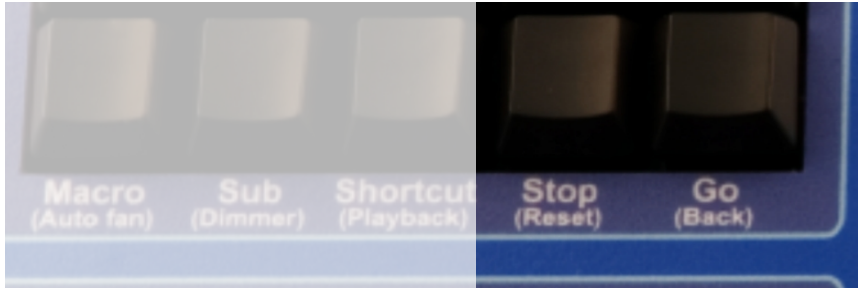 Macro Sub Shortcut Stop Go
(Auto fan) (Dimmer) (Playback) (Reset) (Back)